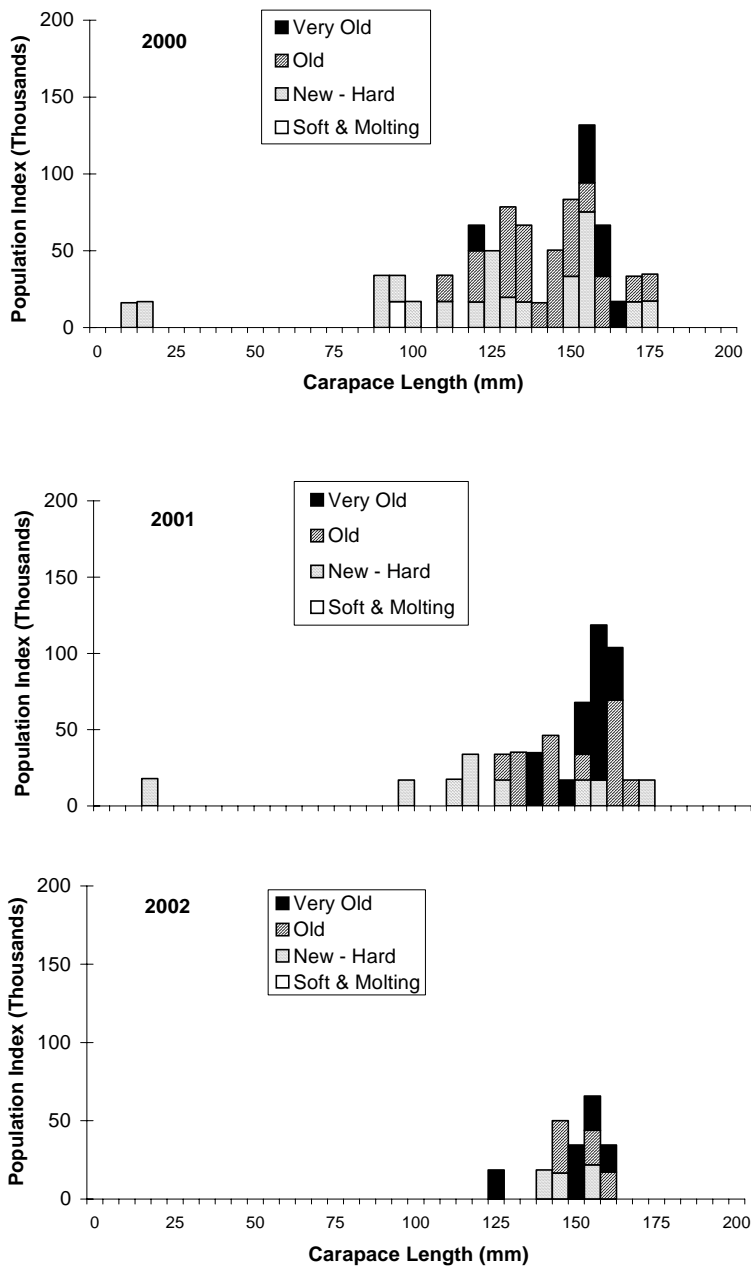 2000
Very Old
Old
New - Hard
Soft & Molting
Population Index (Thousands)
200
150
100
50
0
0 25 50 75 100 125 150 175 200
Carapace Length (mm)
2001
Very Old
Old
New - Hard
Soft & Molting
Population Index (Thousands)
200
150
100
50
0
2002
Very Old
Old
New - Hard
Soft & Molting
Population Index (Thousands)
200
150
100
50
0
0 25 50 75 100 125 150 175 200
Carapace Length (mm)